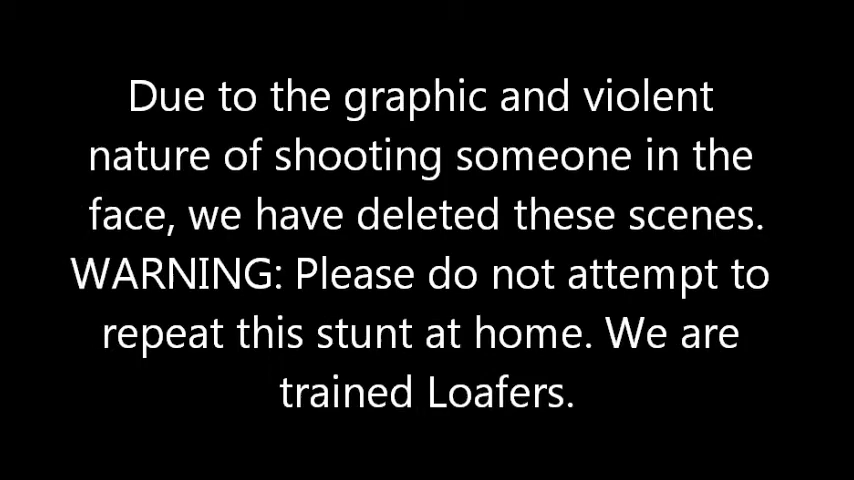 Due to the graphic and violent
nature of shooting someone in the
face, we have deleted these scenes.
WARNING: Please do not attempt to
repeat this stunt at home. We are
trained Loafers.